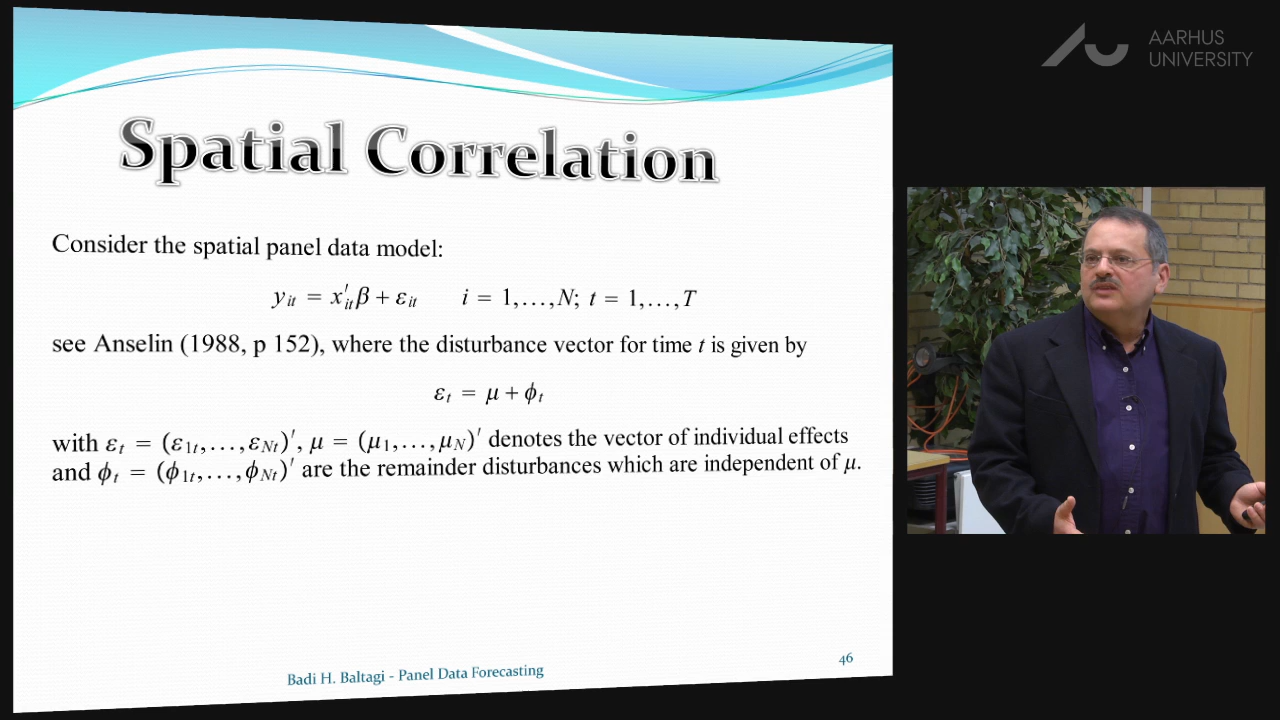 AARHUS
UNIVERSITY
Spatial Correlation
Consider the spatial panel data model:
y_it = x′_it β + ε_it   i = 1,…,N; t = 1,…,T
see Anselin (1988, p 152), where the disturbance vector for time t is given by
ε_t = μ + ϕ_t
with ε_t = (ε_1t,…,ε_Nt)′, μ = (μ_1,…,μ_N)′ denotes the vector of individual effects
and ϕ_t = (ϕ_1t,…,ϕ_Nt)′ are the remainder disturbances which are independent of μ.
Badi H. Baltagi - Panel Data Forecasting
46